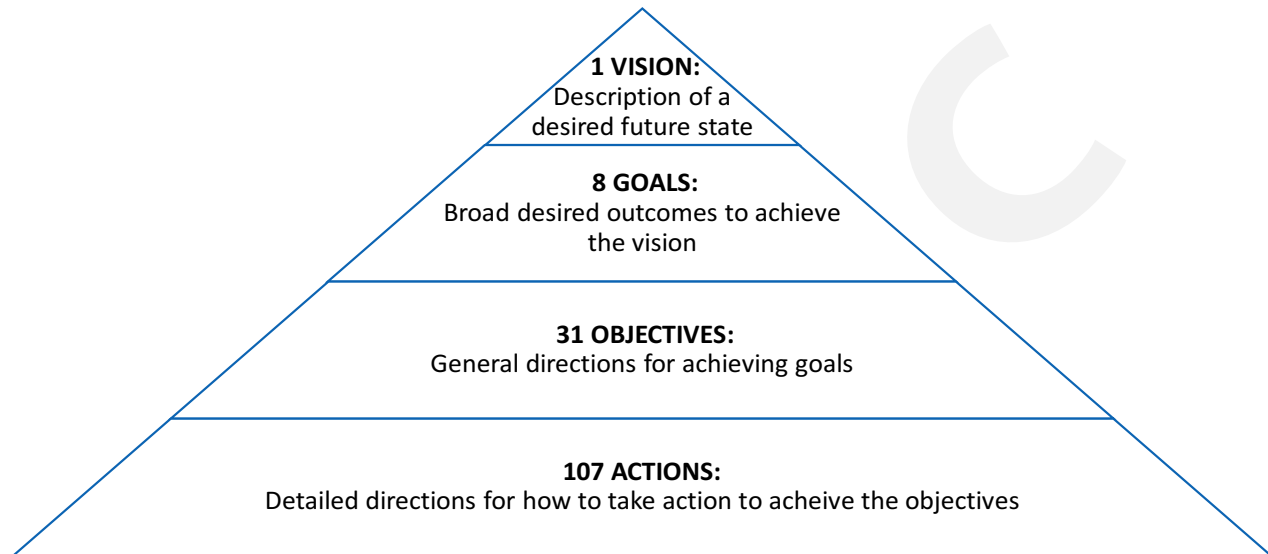 1 VISION:
Description of a
desired future state
8 GOALS:
Broad desired outcomes to achieve
the vision
31 OBJECTIVES:
General directions for achieving goals
107 ACTIONS:
Detailed directions for how to take action to acheive the objectives